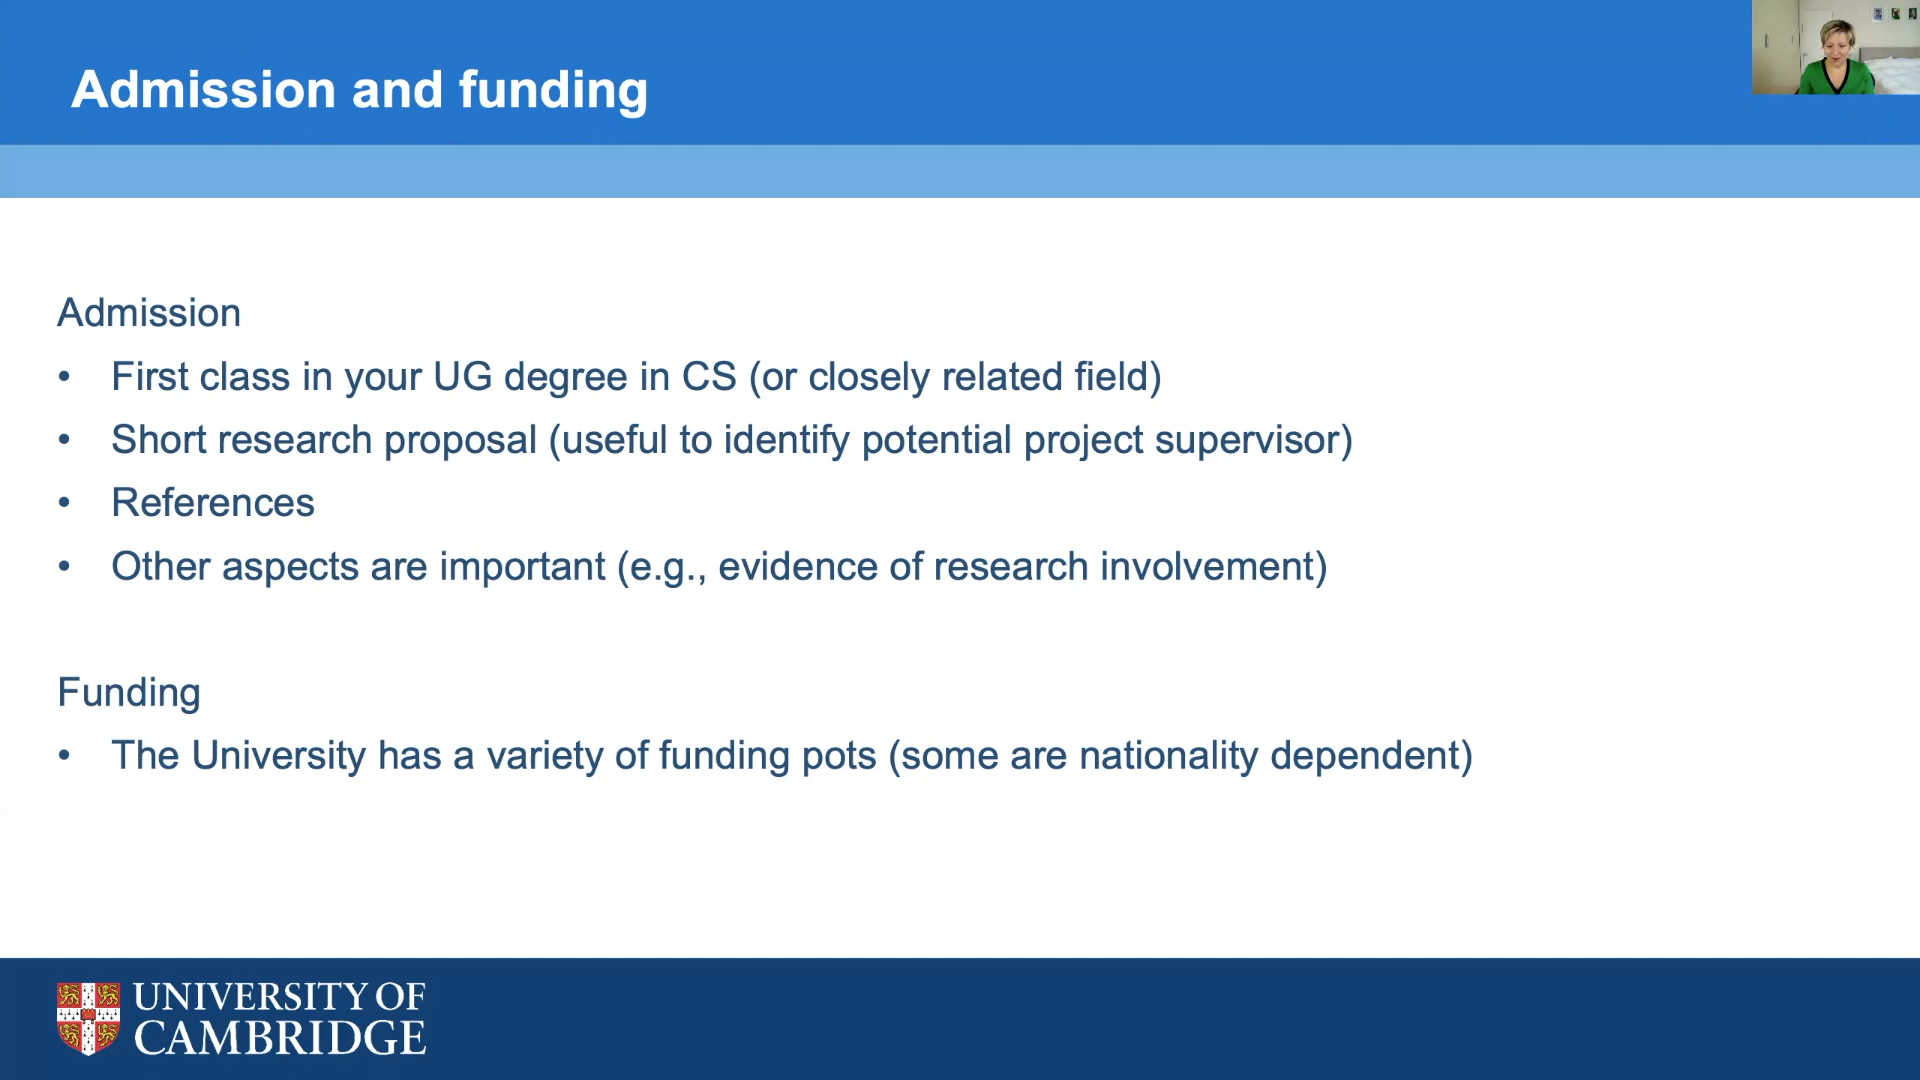 Admission and funding
Admission
• First class in your UG degree in CS (or closely related field)
• Short research proposal (useful to identify potential project supervisor)
• References
• Other aspects are important (e.g., evidence of research involvement)
Funding
• The University has a variety of funding pots (some are nationality dependent)
UNIVERSITY OF
CAMBRIDGE